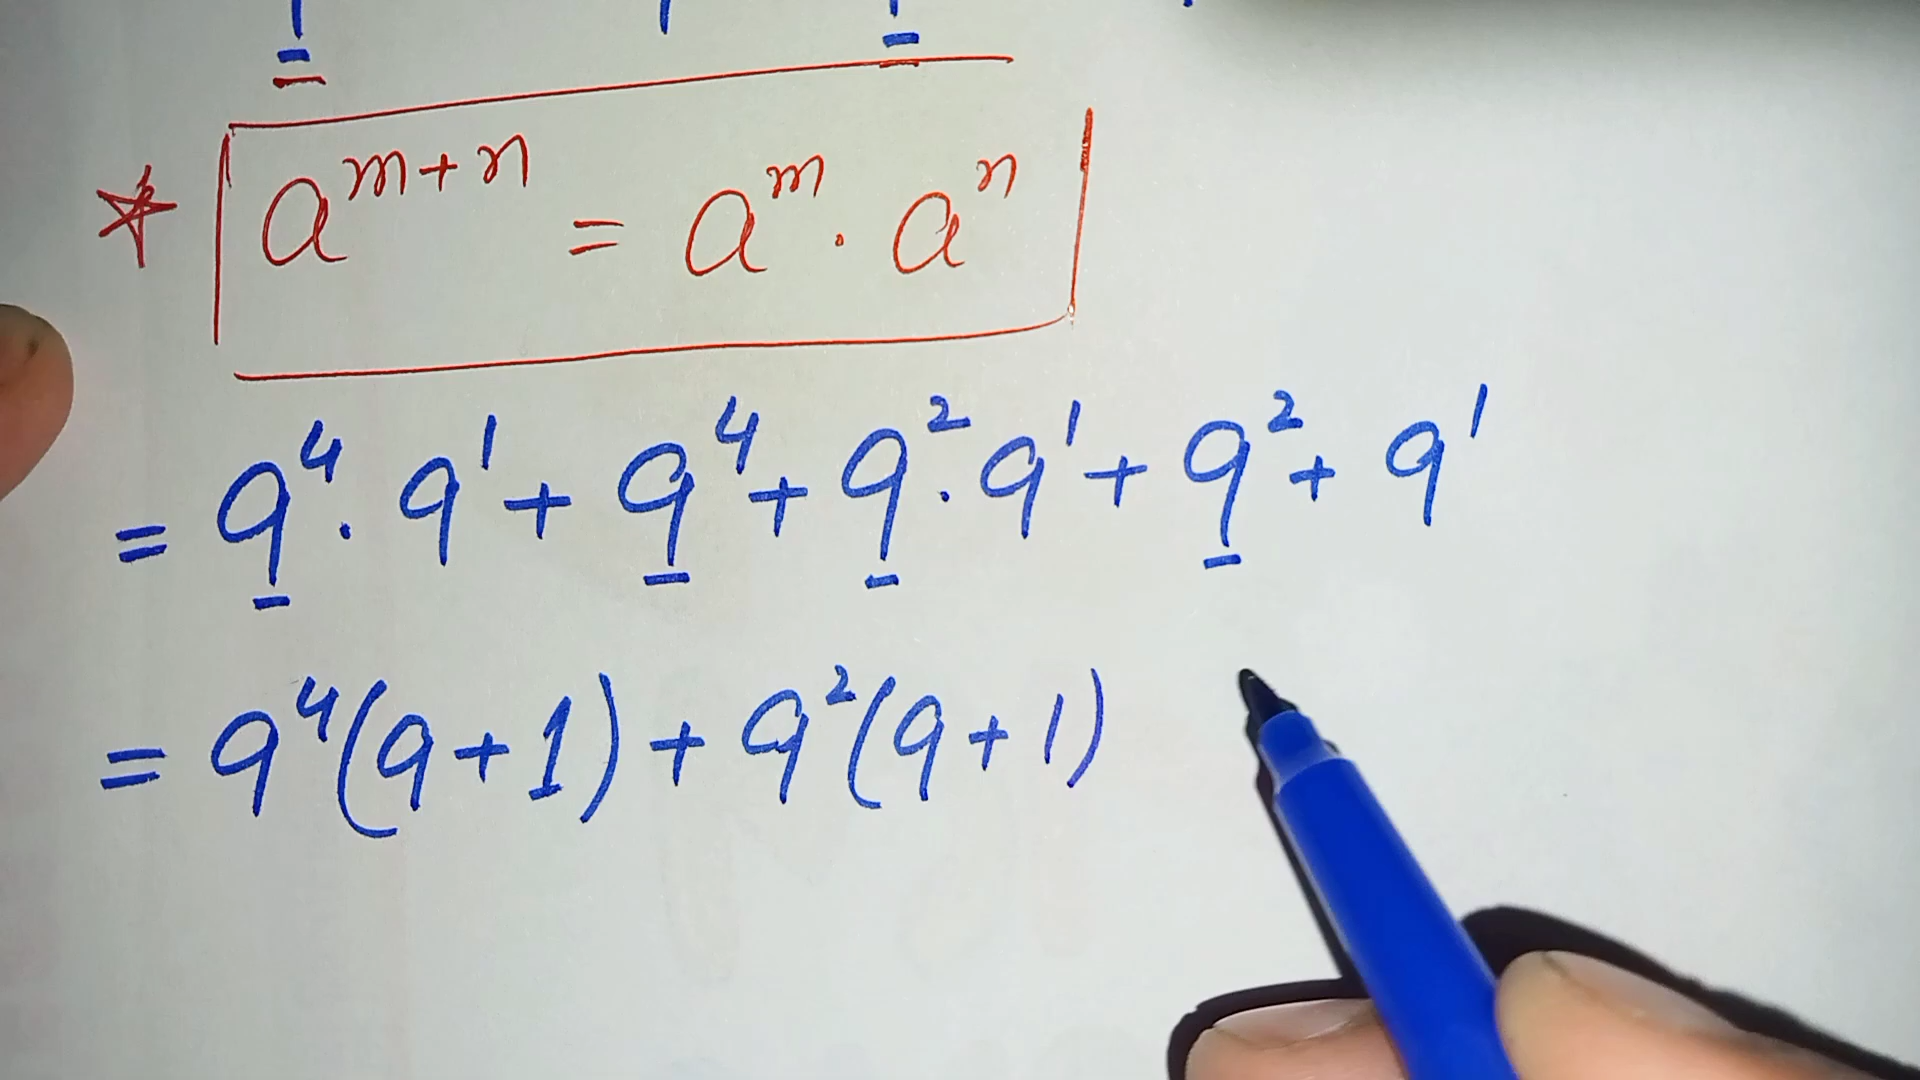 * a^{m+n} = a^m . a^n
= 9^4 . 9^1 + 9^4 + 9^2 . 9^1 + 9^2 + 9^1
= 9^4(9+1) + 9^2(9+1)